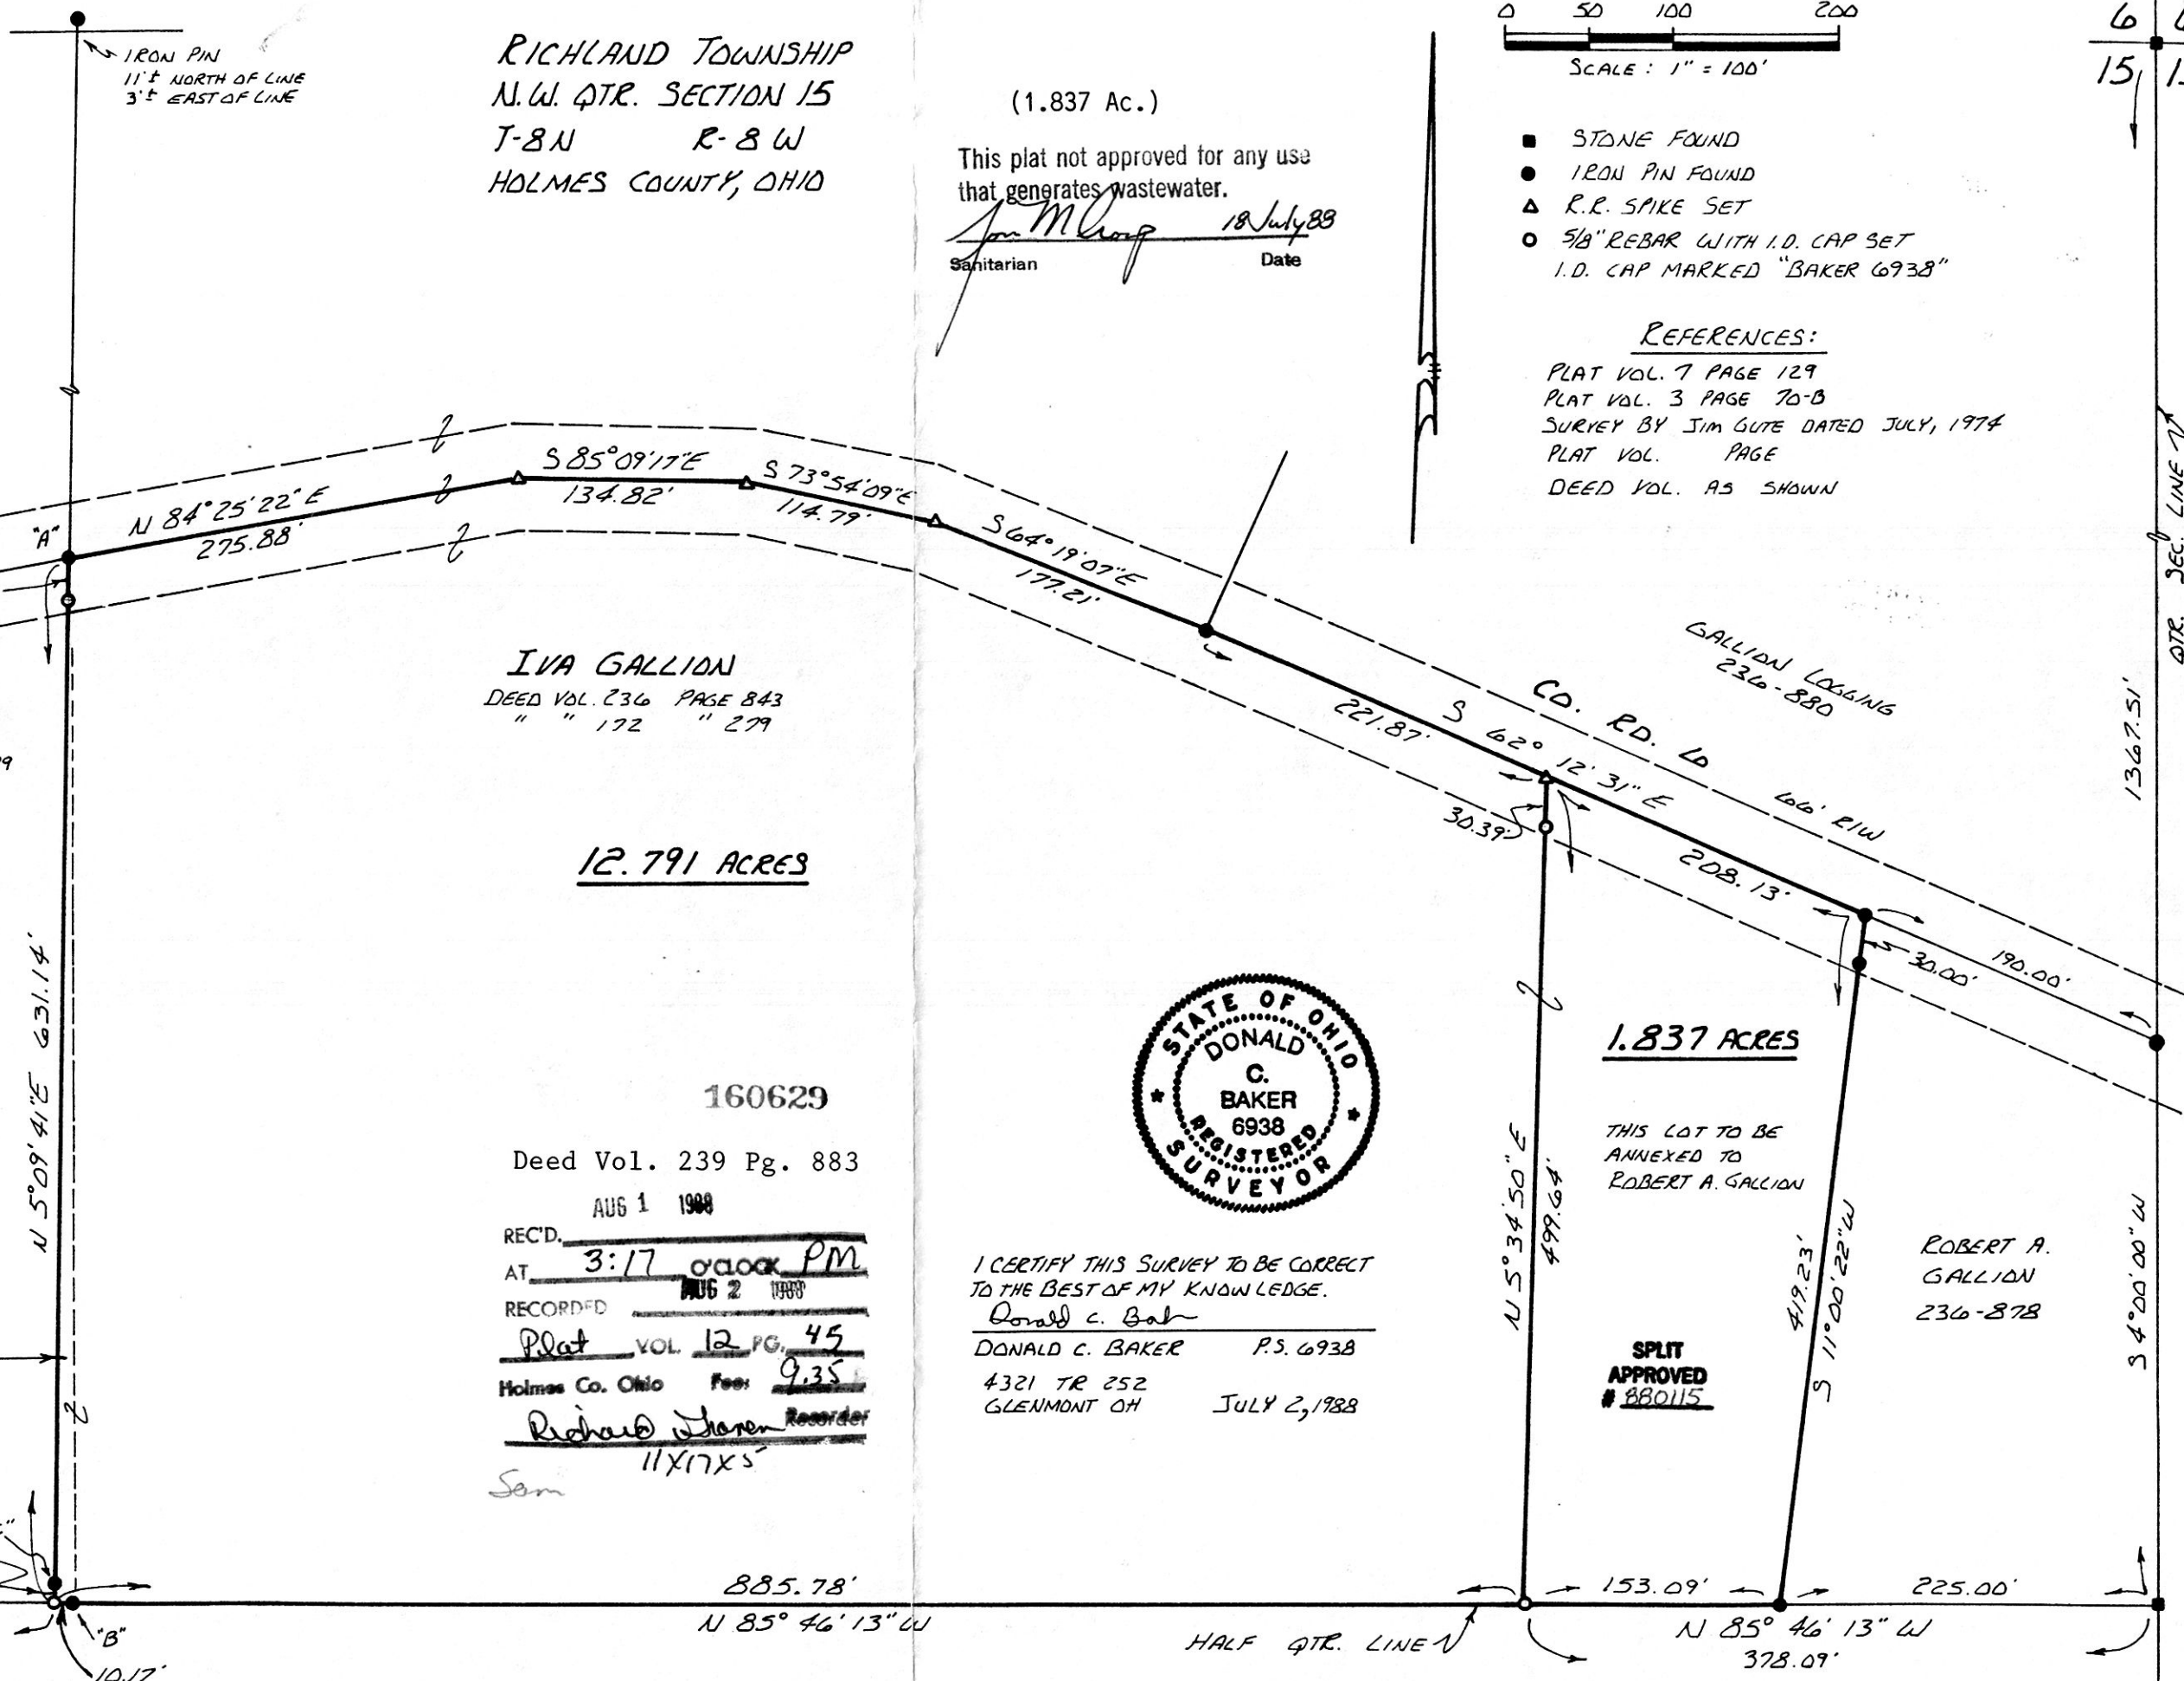 IRON PIN
11'± NORTH OF LINE
3'± EAST OF LINE
RICHLAND TOWNSHIP
N.W. QTR. SECTION 15
T-8N R-8W
HOLMES COUNTY, OHIO
(1.837 Ac.)
This plat not approved for any use
that generates wastewater.
18 July 88
Sanitarian Date
0 50 100 200
SCALE: 1" = 100'
6
15
■ STONE FOUND
● IRON PIN FOUND
△ R.R. SPIKE SET
○ 5/8" REBAR WITH I.D. CAP SET
I.D. CAP MARKED "BAKER 6938"
REFERENCES:
PLAT VOL. 7 PAGE 129
PLAT VOL. 3 PAGE 70-B
SURVEY BY JIM GUTE DATED JULY, 1974
PLAT VOL. PAGE
DEED VOL. AS SHOWN
QTR. SEC. LINE
1367.51'
"A"
N 84°25'22" E
275.88'
S 85°09'17"E
134.82'
S 73°54'09"E
114.79'
S 64°19'07"E
177.21'
221.87'
S 62° 12' 31" E
CO. RD. 6
66' R/W
GALLION LOGGING
236-880
30.39'
208.13'
30.00'
190.00'
IVA GALLION
DEED VOL. 236 PAGE 843
" " 172 " 279
12.791 ACRES
N 5°09'41"E 631.14'
160629
Deed Vol. 239 Pg. 883
AUG 1 1988
REC'D.
AT 3:17 O'CLOCK PM
AUG 2 1988
RECORDED
Plat VOL. 12 PG. 45
Holmes Co. Ohio Fee: 9.35
Richard Recorder
11X17X5
STATE OF OHIO
DONALD
C.
BAKER
6938
REGISTERED
SURVEYOR
I CERTIFY THIS SURVEY TO BE CORRECT
TO THE BEST OF MY KNOWLEDGE.
DONALD C. BAKER P.S. 6938
4321 TR 252
GLENMONT OH JULY 2, 1988
1.837 ACRES
THIS LOT TO BE
ANNEXED TO
ROBERT A. GALLION
N 5°34'50" E
499.64'
419.23'
S 11°00'22"W
SPLIT
APPROVED
# 880115
ROBERT A.
GALLION
236-878
S 4°00'00" W
885.78'
N 85° 46' 13" W
"B"
10.17'
HALF QTR. LINE
153.09'
225.00'
N 85° 46' 13" W
378.09'